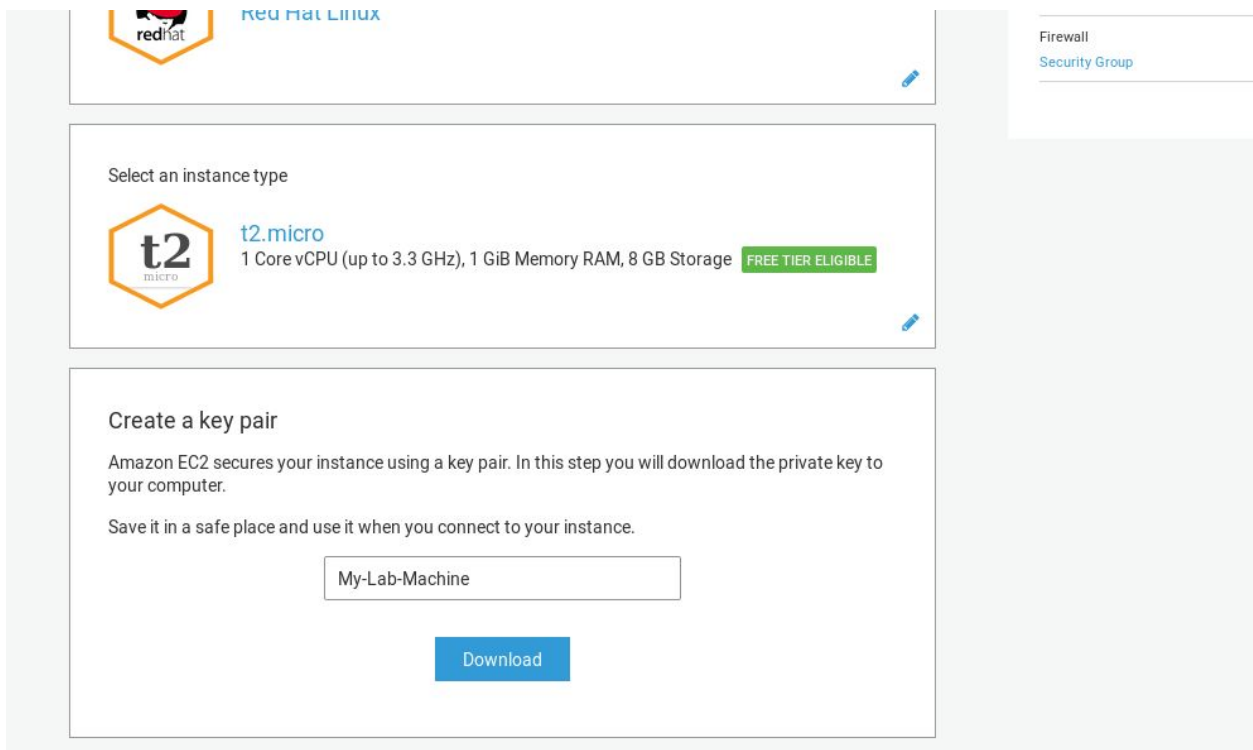 redhat
Red Hat Linux
Select an instance type
t2
micro
t2.micro
1 Core vCPU (up to 3.3 GHz), 1 GiB Memory RAM, 8 GB Storage FREE TIER ELIGIBLE
Create a key pair
Amazon EC2 secures your instance using a key pair. In this step you will download the private key to
your computer.
Save it in a safe place and use it when you connect to your instance.
My-Lab-Machine
Download
Firewall
Security Group